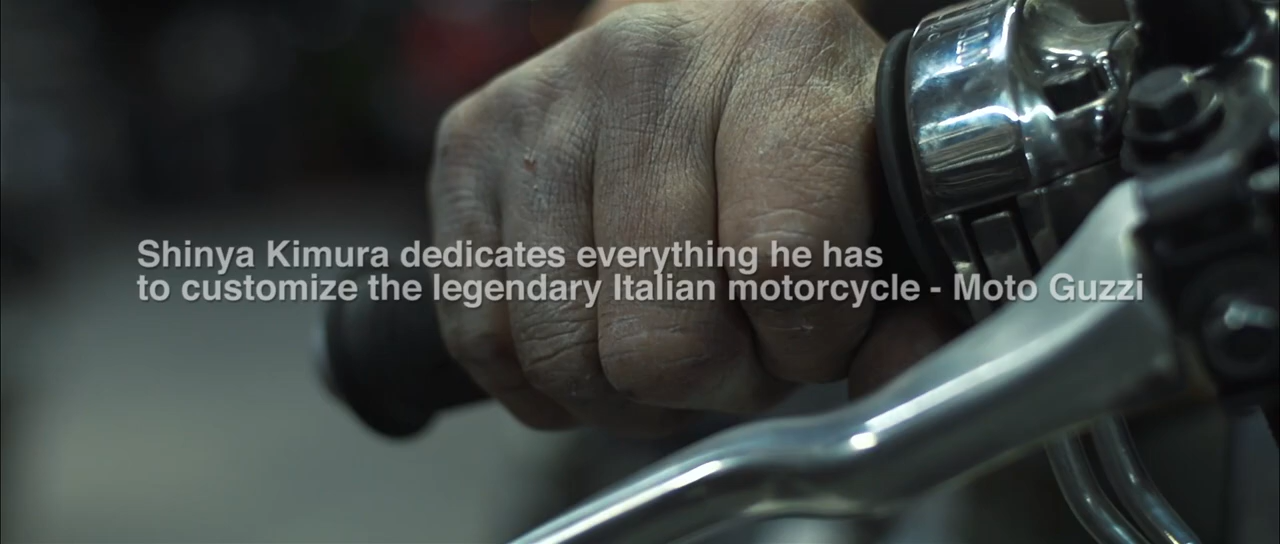 Shinya Kimura dedicates everything he has
to customize the legendary Italian motorcycle - Moto Guzzi